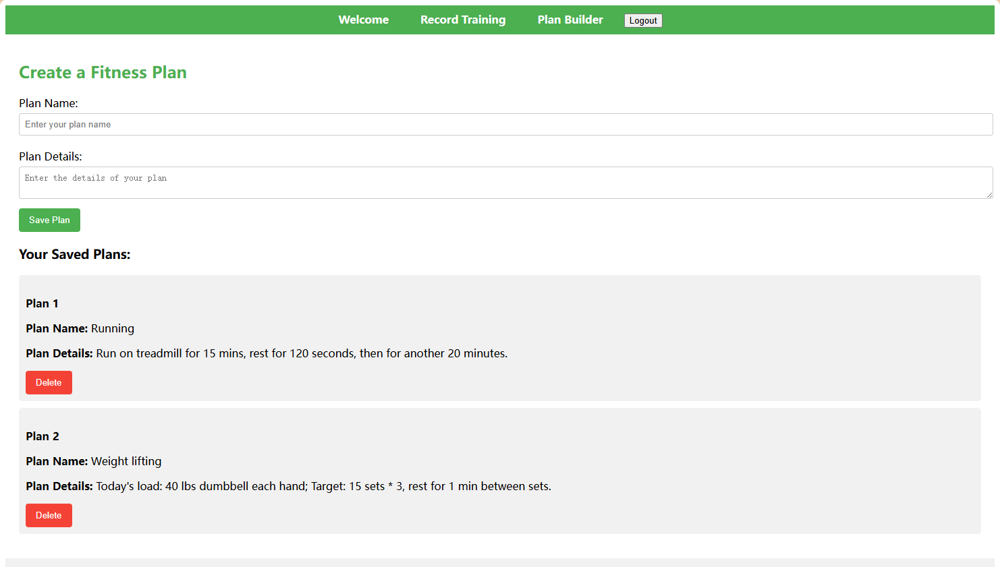 Welcome Record Training Plan Builder Logout
Create a Fitness Plan
Plan Name:
Enter your plan name
Plan Details:
Enter the details of your plan
Save Plan
Your Saved Plans:
Plan 1
Plan Name: Running
Plan Details: Run on treadmill for 15 mins, rest for 120 seconds, then for another 20 minutes.
Delete
Plan 2
Plan Name: Weight lifting
Plan Details: Today's load: 40 lbs dumbbell each hand; Target: 15 sets * 3, rest for 1 min between sets.
Delete